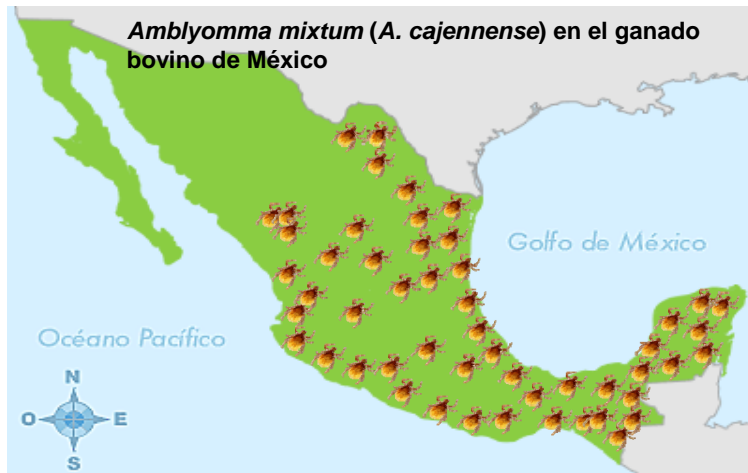 Amblyomma mixtum (A. cajennense) en el ganado
bovino de México
Golfo de México
Océano Pacífico
N
O
E
S